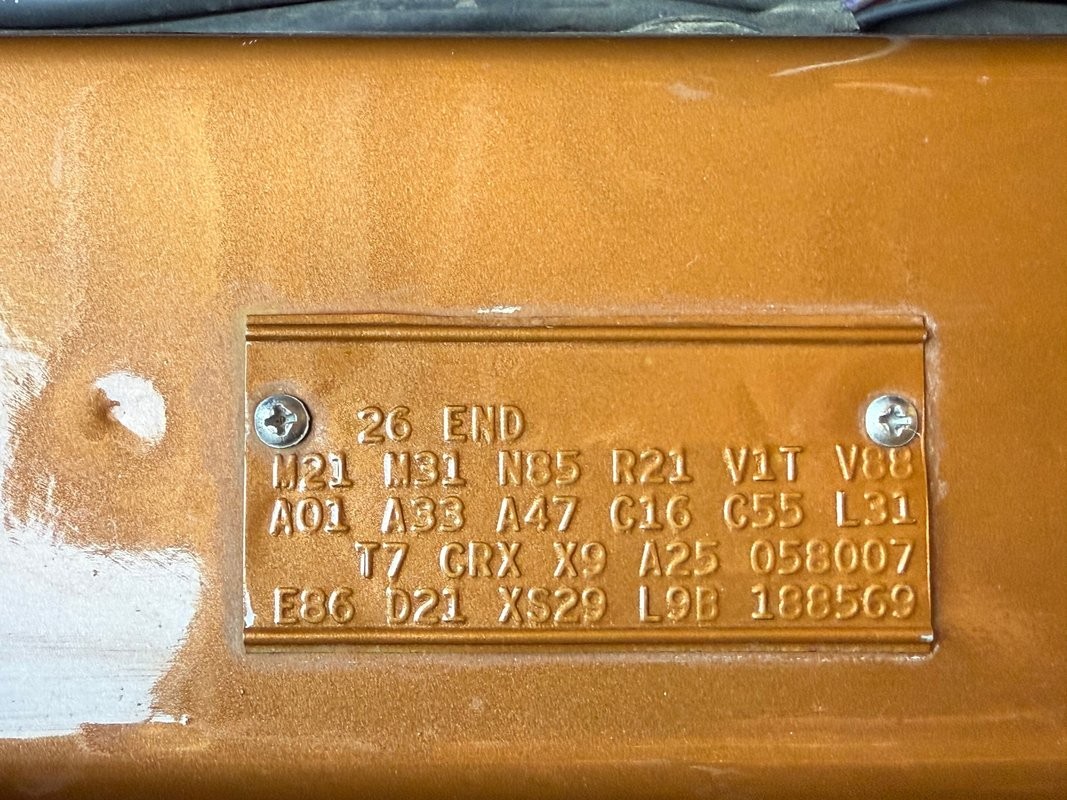 26 END
M21 M31 N85 R21 V1T V88
A01 A33 A47 C16 C55 L31
T7 CRX X9 A25 058007
E86 D21 XS29 L9B 188569